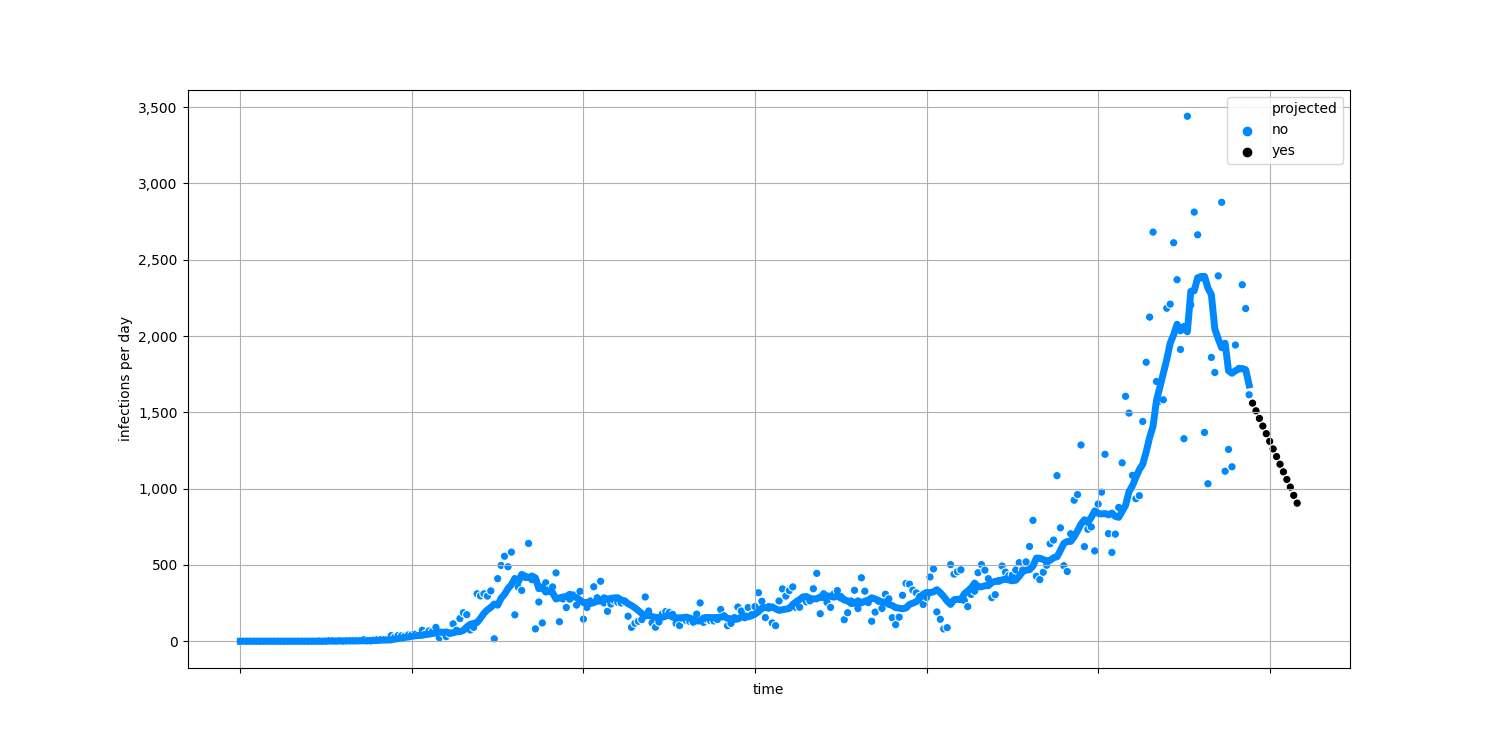 3,500
3,000
2,500
2,000
1,500
1,000
500
0
infections per day
time
projected
no
yes